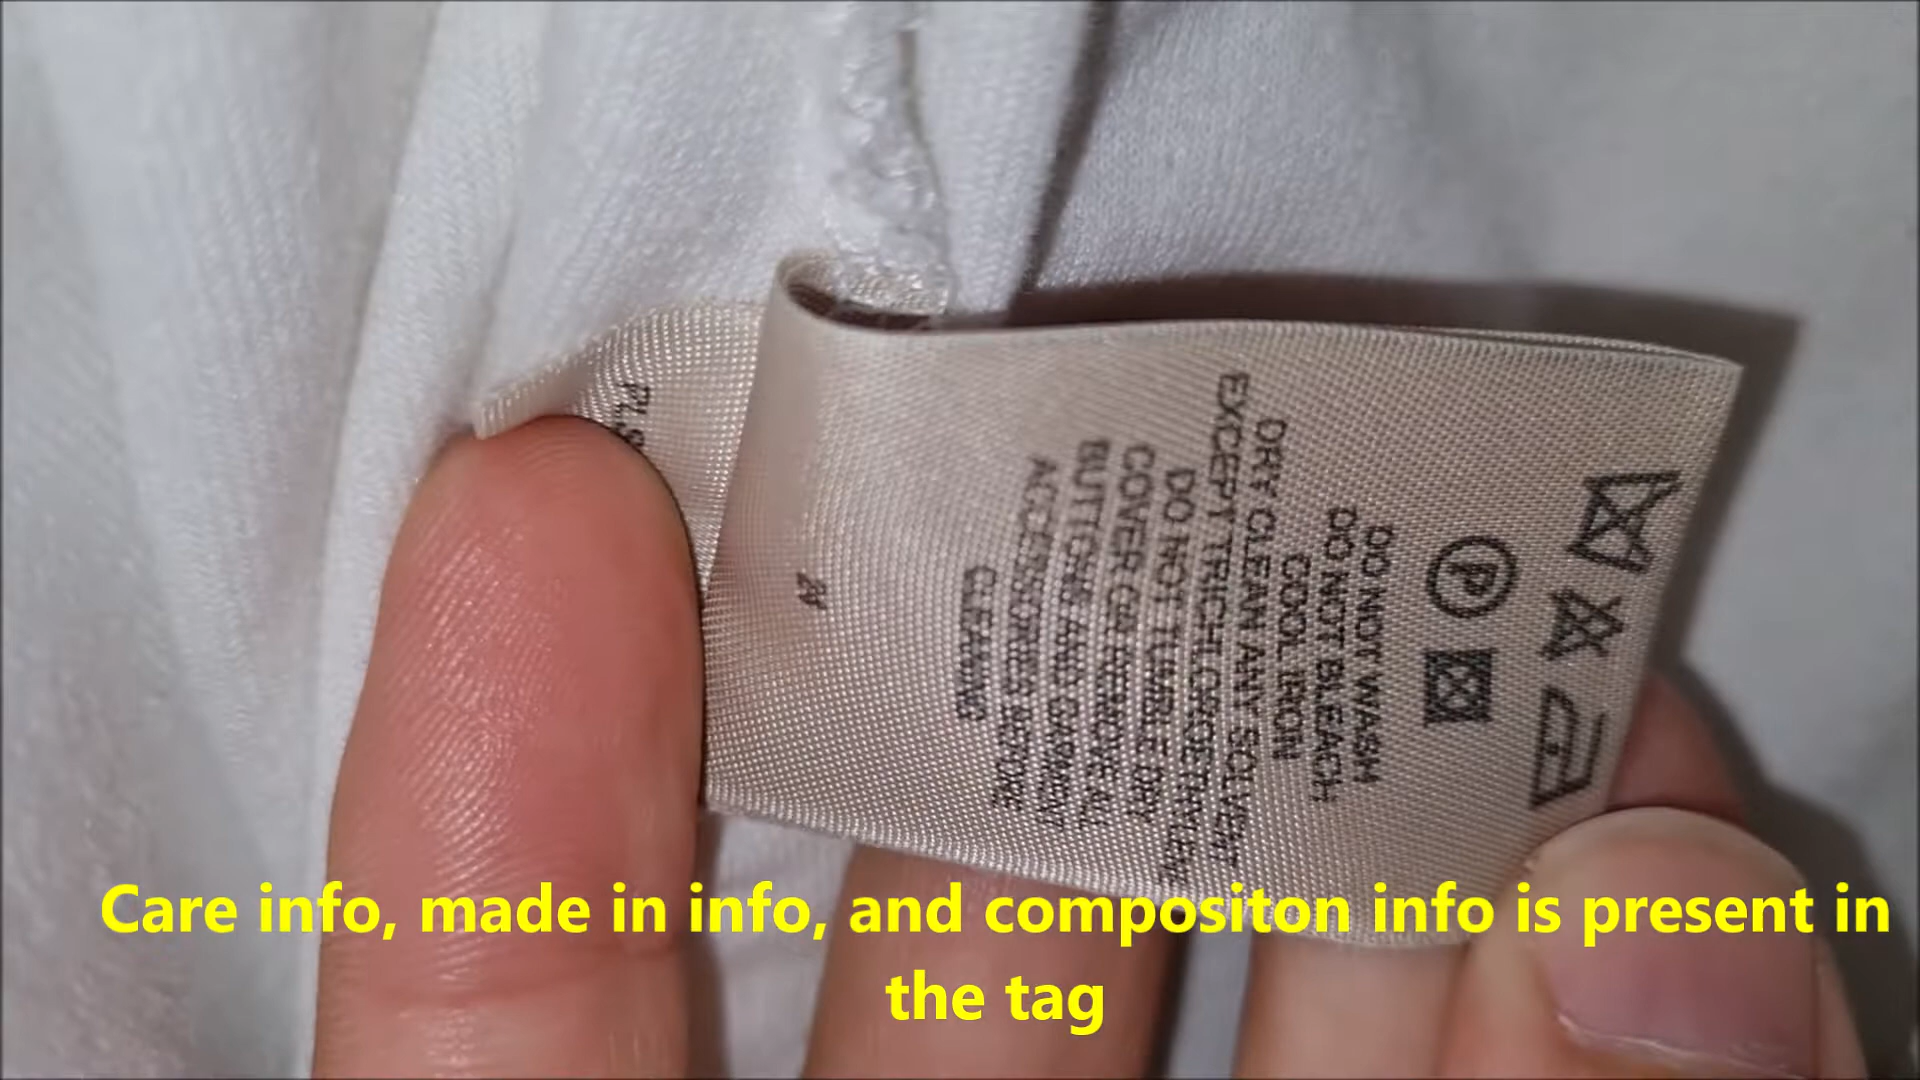 DO NOT WASH
DO NOT BLEACH
COOL IRON
DRY CLEAN ANY SOLVENT
EXCEPT TRICHLOROETHYLENE
DO NOT TUMBLE DRY
COVER OR REMOVE ALL
BUTTONS AND GARMENT
ACCESSORIES BEFORE
CLEANING
P
Care info, made in info, and compositon info is present in
the tag